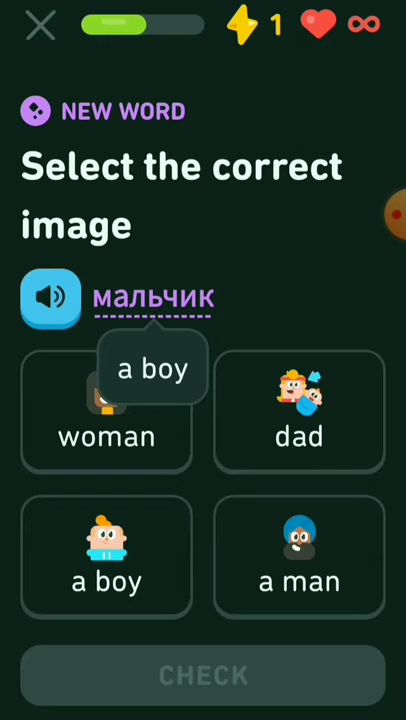 1
NEW WORD
Select the correct
image
мальчик
a boy
woman
dad
a boy
a man
CHECK